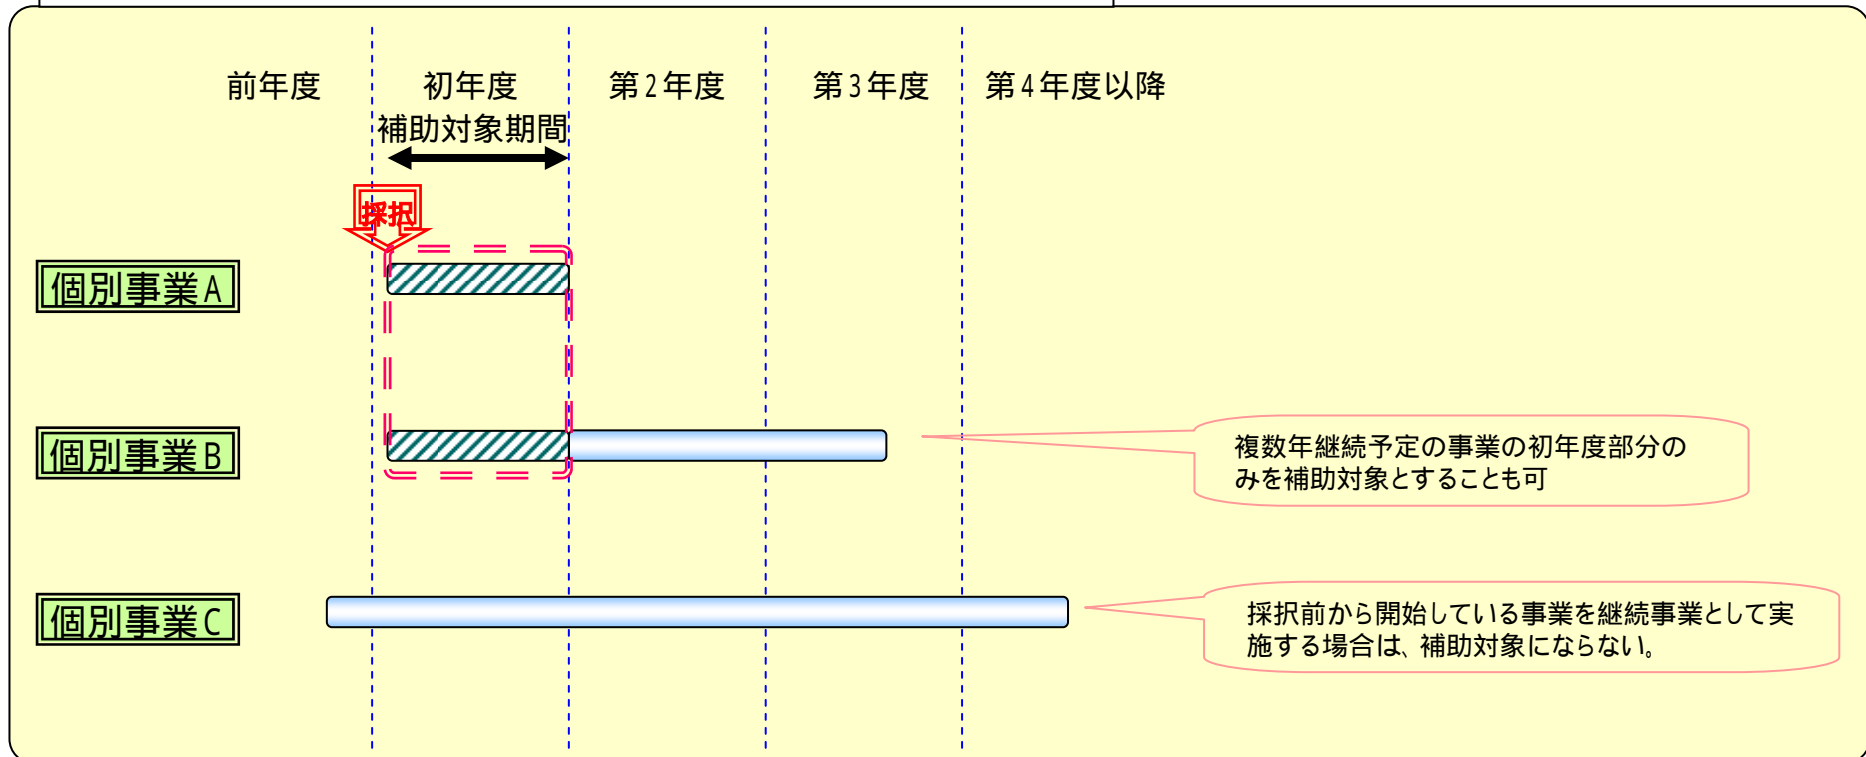 前年度
初年度
第2年度
第3年度
第4年度以降
補助対象期間
採択
個別事業A
個別事業B
複数年継続予定の事業の初年度部分の
みを補助対象とすることも可
個別事業C
採択前から開始している事業を継続事業として実
施する場合は、補助対象にならない。